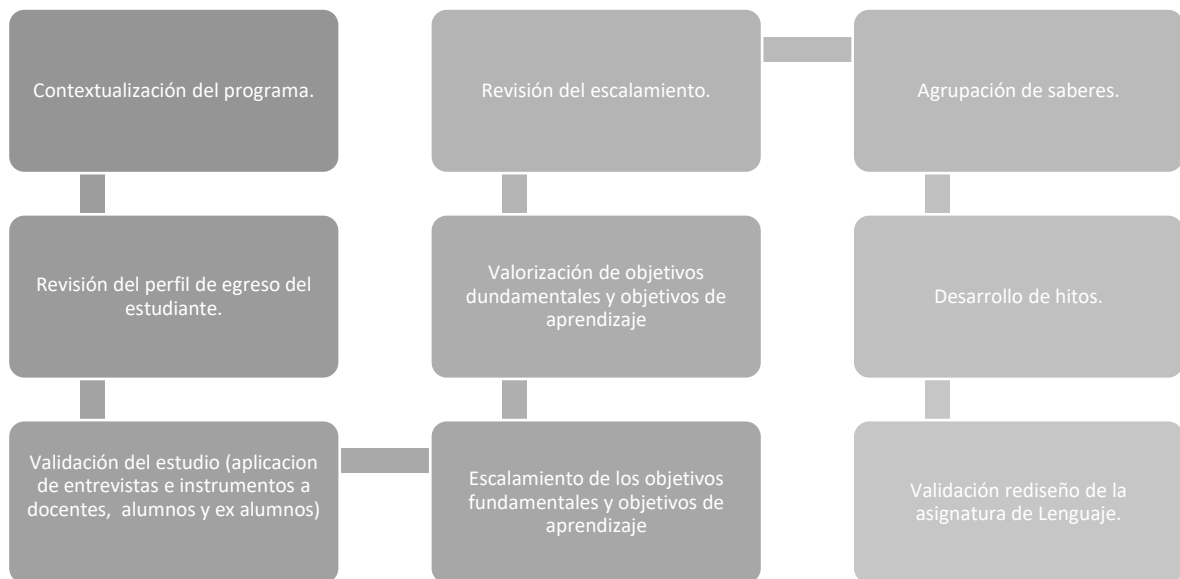 Contextualización del programa.
Revisión del perfil de egreso del
estudiante.
Validación del estudio (aplicacion
de entrevistas e instrumentos a
docentes, alumnos y ex alumnos)
Escalamiento de los objetivos
fundamentales y objetivos de
aprendizaje
Valorización de objetivos
dundamentales y objetivos de
aprendizaje
Revisión del escalamiento.
Agrupación de saberes.
Desarrollo de hitos.
Validación rediseño de la
asignatura de Lenguaje.